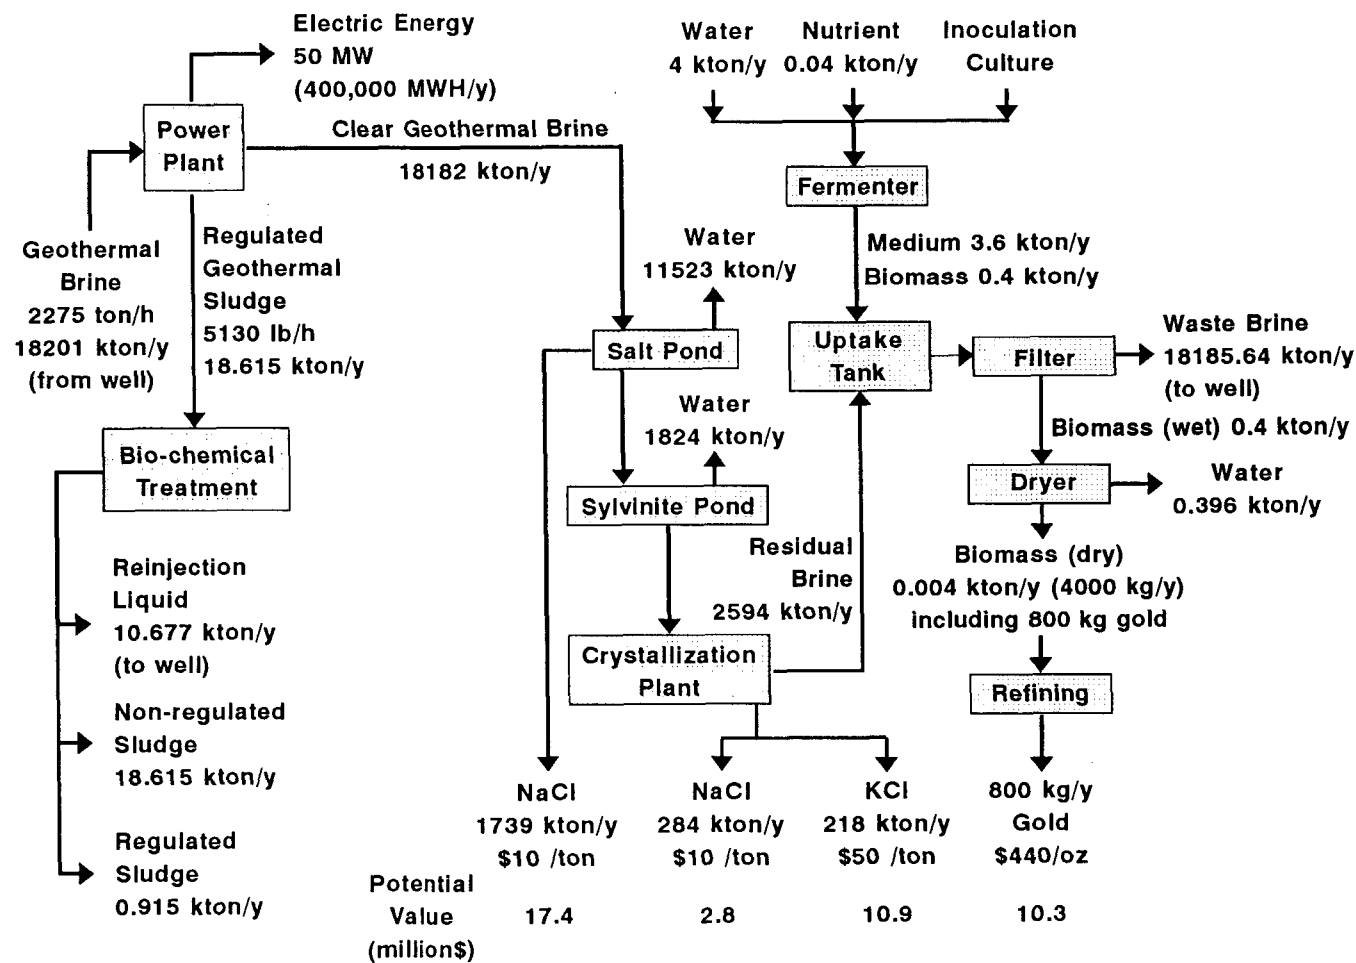 Electric Energy
50 MW
(400,000 MWH/y)
Power
Plant
Clear Geothermal Brine
18182 kton/y
Geothermal
Brine
2275 ton/h
18201 kton/y
(from well)
Regulated
Geothermal
Sludge
5130 lb/h
18.615 kton/y
Bio-chemical
Treatment
Reinjection
Liquid
10.677 kton/y
(to well)
Non-regulated
Sludge
18.615 kton/y
Regulated
Sludge
0.915 kton/y
Water
4 kton/y
Nutrient
0.04 kton/y
Inoculation
Culture
Fermenter
Medium 3.6 kton/y
Biomass 0.4 kton/y
Water
11523 kton/y
Salt Pond
Water
1824 kton/y
Sylvinite Pond
Uptake
Tank
Filter
Waste Brine
18185.64 kton/y
(to well)
Biomass (wet) 0.4 kton/y
Dryer
Water
0.396 kton/y
Residual
Brine
2594 kton/y
Biomass (dry)
0.004 kton/y (4000 kg/y)
including 800 kg gold
Crystallization
Plant
Refining
NaCl
1739 kton/y
$10 /ton
NaCl
284 kton/y
$10 /ton
KCl
218 kton/y
$50 /ton
800 kg/y
Gold
$440/oz
Potential
Value
(million$)
17.4
2.8
10.9
10.3